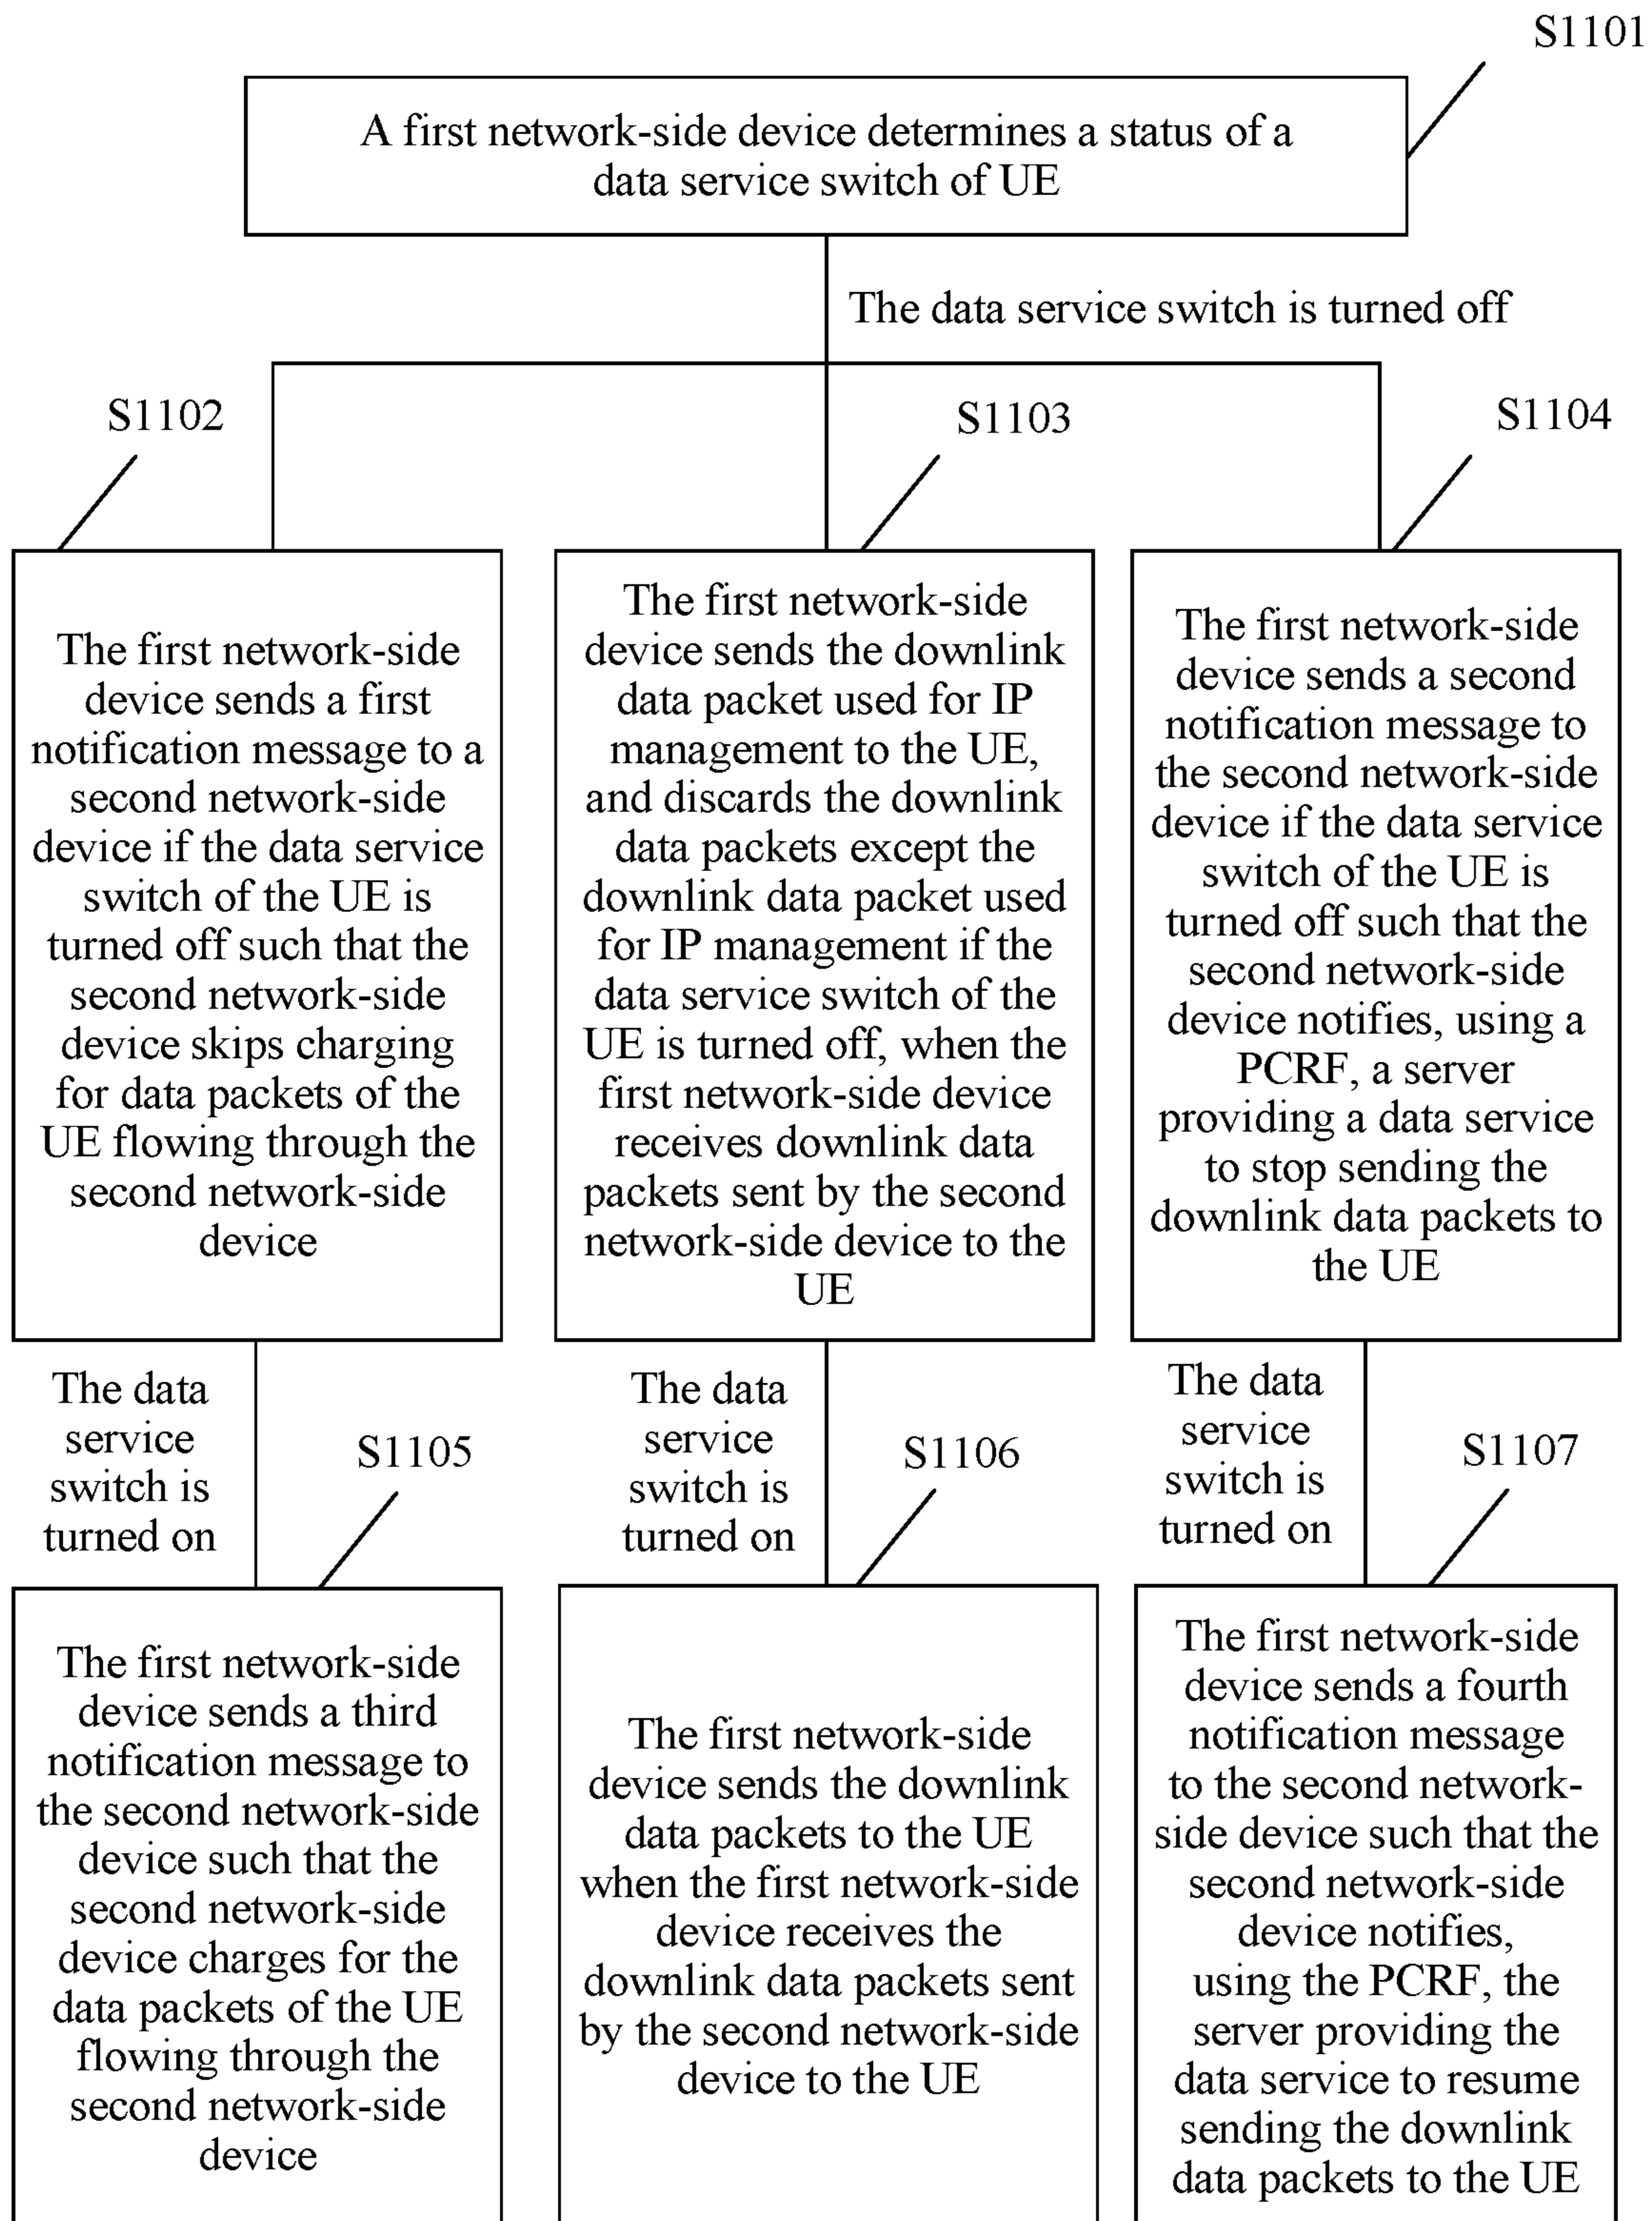 S1101
A first network-side device determines a status of a
data service switch of UE
The data service switch is turned off
S1102
S1103
S1104
The first network-side
device sends a first
notification message to a
second network-side
device if the data service
switch of the UE is
turned off such that the
second network-side
device skips charging
for data packets of the
UE flowing through the
second network-side
device
The first network-side
device sends the downlink
data packet used for IP
management to the UE,
and discards the downlink
data packets except the
downlink data packet used
for IP management if the
data service switch of the
UE is turned off, when the
first network-side device
receives downlink data
packets sent by the second
network-side device to the
UE
The first network-side
device sends a second
notification message to
the second network-side
device if the data service
switch of the UE is
turned off such that the
second network-side
device notifies, using a
PCRF, a server
providing a data service
to stop sending the
downlink data packets to
the UE
The data
service
switch is
turned on
S1105
The data
service
switch is
turned on
S1106
The data
service
switch is
turned on
S1107
The first network-side
device sends a third
notification message to
the second network-side
device such that the
second network-side
device charges for the
data packets of the UE
flowing through the
second network-side
device
The first network-side
device sends the downlink
data packets to the UE
when the first network-side
device receives the
downlink data packets sent
by the second network-side
device to the UE
The first network-side
device sends a fourth
notification message
to the second network-
side device such that the
second network-side
device notifies,
using the PCRF, the
server providing the
data service to resume
sending the downlink
data packets to the UE